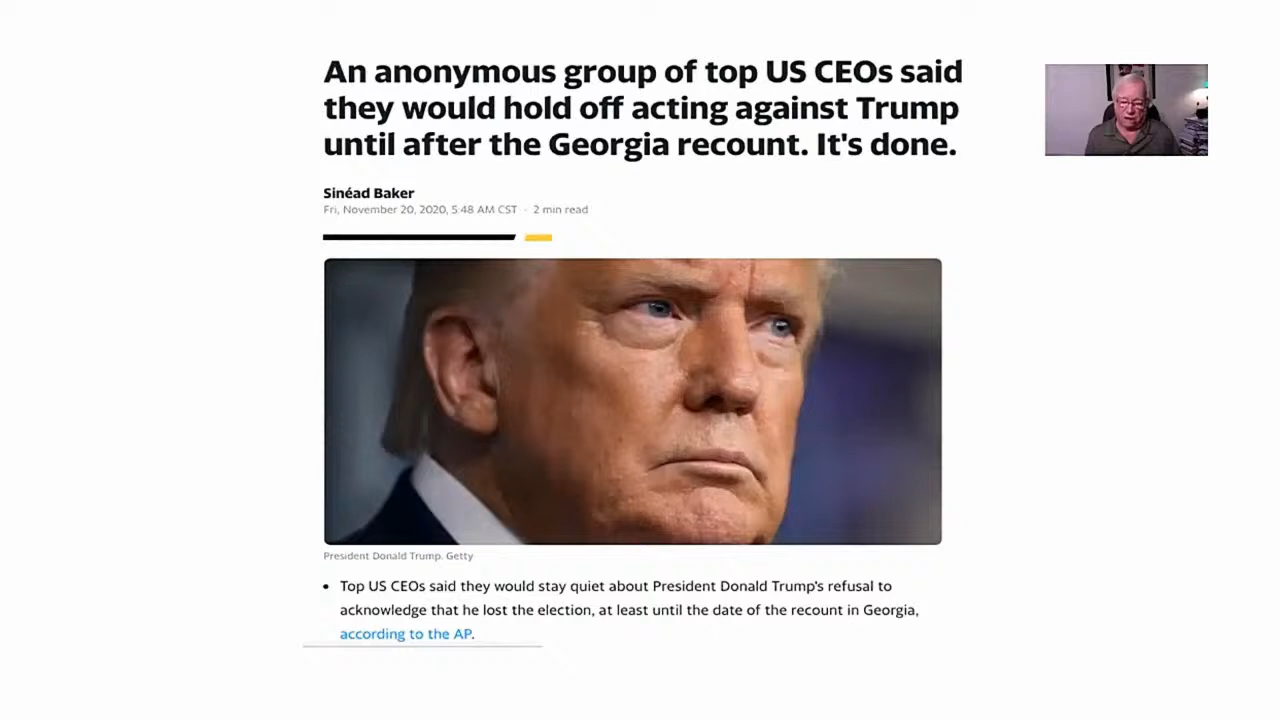 An anonymous group of top US CEOs said
they would hold off acting against Trump
until after the Georgia recount. It's done.
Sinéad Baker
Fri, November 20, 2020, 5:48 AM CST · 2 min read
President Donald Trump. Getty
• Top US CEOs said they would stay quiet about President Donald Trump's refusal to
acknowledge that he lost the election, at least until the date of the recount in Georgia,
according to the AP.